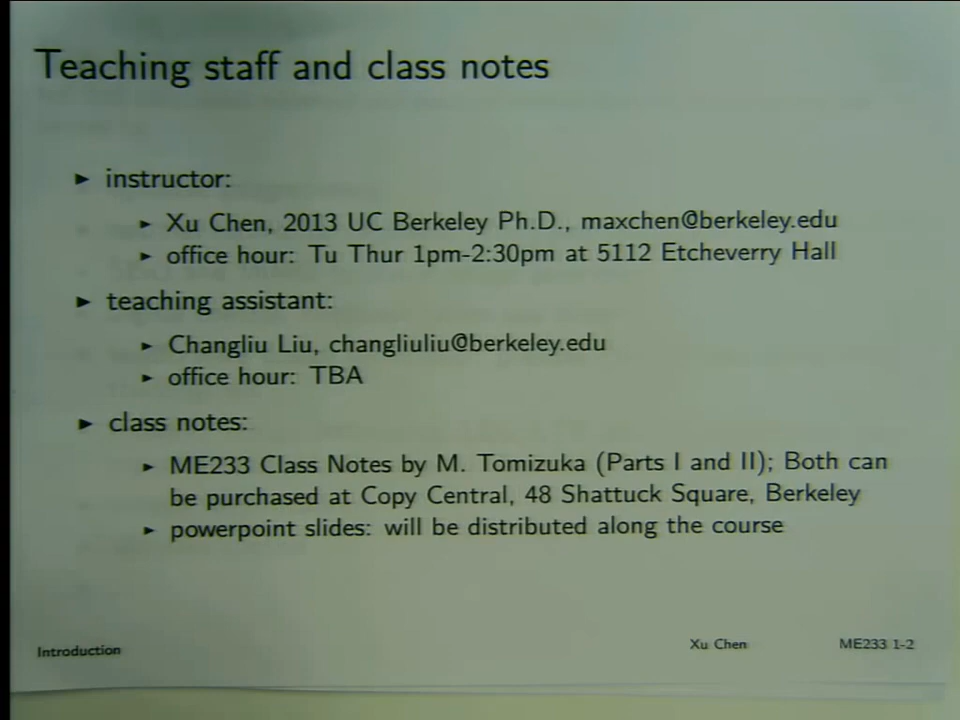 Teaching staff and class notes
► instructor:
► Xu Chen, 2013 UC Berkeley Ph.D., maxchen@berkeley.edu
► office hour: Tu Thur 1pm-2:30pm at 5112 Etcheverry Hall
► teaching assistant:
► Changliu Liu, changliuliu@berkeley.edu
► office hour: TBA
► class notes:
► ME233 Class Notes by M. Tomizuka (Parts I and II); Both can
be purchased at Copy Central, 48 Shattuck Square, Berkeley
► powerpoint slides: will be distributed along the course
Introduction Xu Chen ME233 1-2